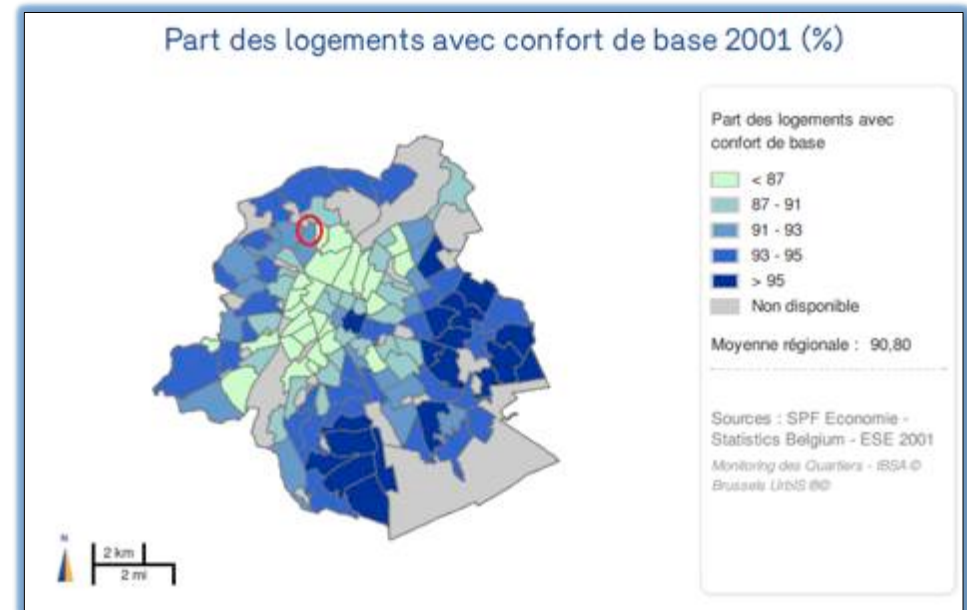 Part des logements avec confort de base 2001 (%)
Part des logements avec
confort de base
< 87
87 - 91
91 - 93
93 - 95
> 95
Non disponible
Moyenne régionale : 90,80
Sources : SPF Economie -
Statistics Belgium - ESE 2001
Monitoring des Quartiers - IBSA ©
Brussels UrbIS ®©
N
2 km
2 mi